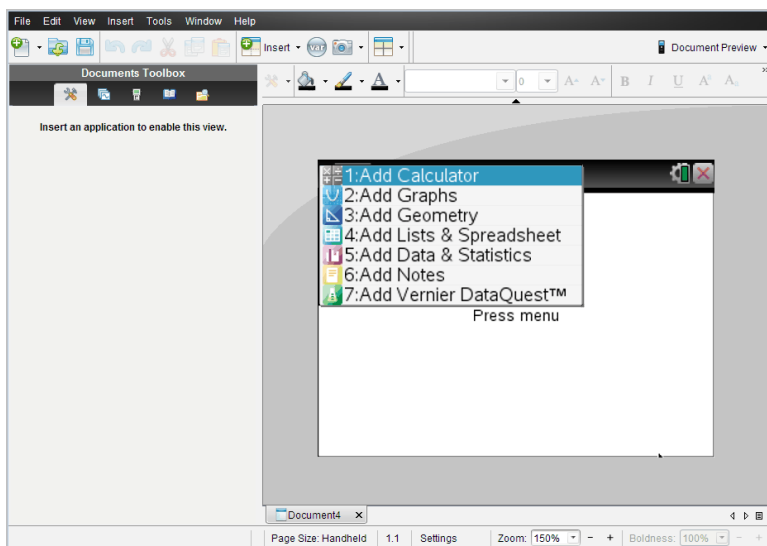 File Edit View Insert Tools Window Help
Insert var Document Preview
Documents Toolbox
0 A+ A- B I U
Insert an application to enable this view.
1:Add Calculator
2:Add Graphs
3:Add Geometry
4:Add Lists & Spreadsheet
5:Add Data & Statistics
6:Add Notes
7:Add Vernier DataQuest™
Press menu
Document4
Page Size: Handheld 1.1 Settings Zoom: 150% - + Boldness: 100% - +